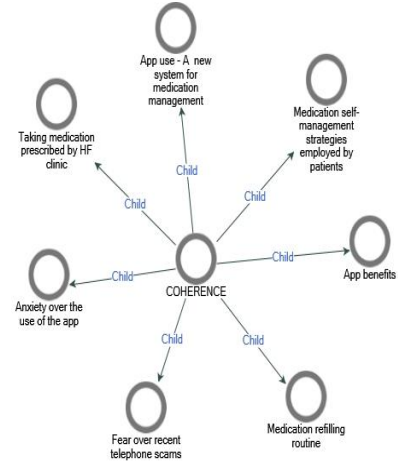 App use - A new
system for
medication
management
Medication self-
management
strategies
employed by
patients
Taking medication
prescribed by HF
clinic
Child
Child
Child
App benefits
Child
Child
COHERENCE
Anxiety over the
use of the app
Child
Child
Medication refilling
routine
Fear over recent
telephone scams